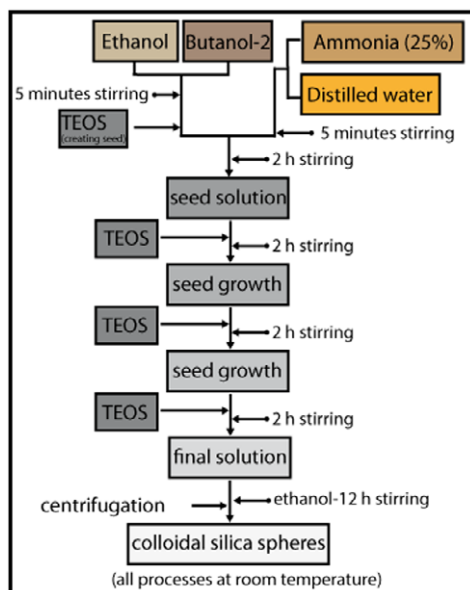 Ethanol
Butanol-2
Ammonia (25%)
Distilled water
5 minutes stirring
TEOS
(creating seed)
5 minutes stirring
2 h stirring
seed solution
TEOS
2 h stirring
seed growth
TEOS
2 h stirring
seed growth
TEOS
2 h stirring
final solution
centrifugation
ethanol-12 h stirring
colloidal silica spheres
(all processes at room temperature)